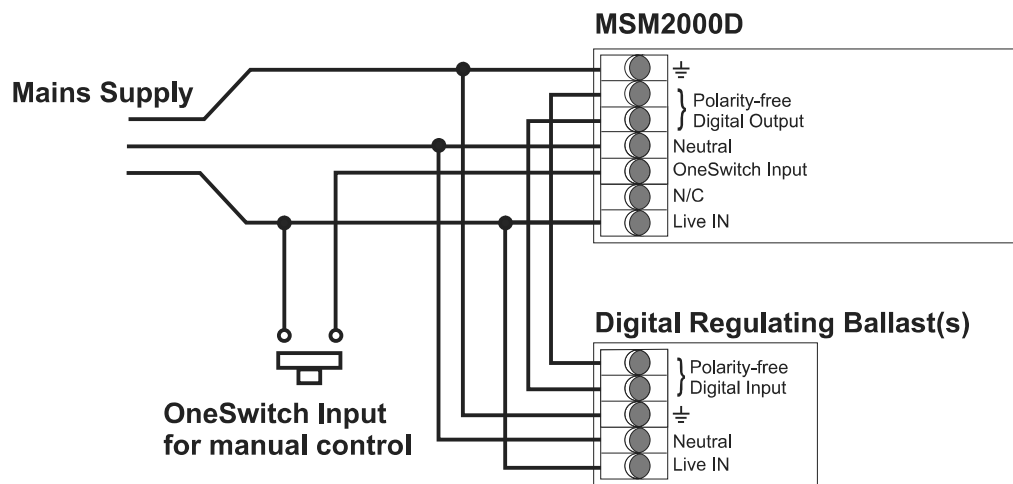 MSM2000D
Mains Supply
Polarity-free
Digital Output
Neutral
OneSwitch Input
N/C
Live IN
Digital Regulating Ballast(s)
Polarity-free
Digital Input
Neutral
Live IN
OneSwitch Input
for manual control